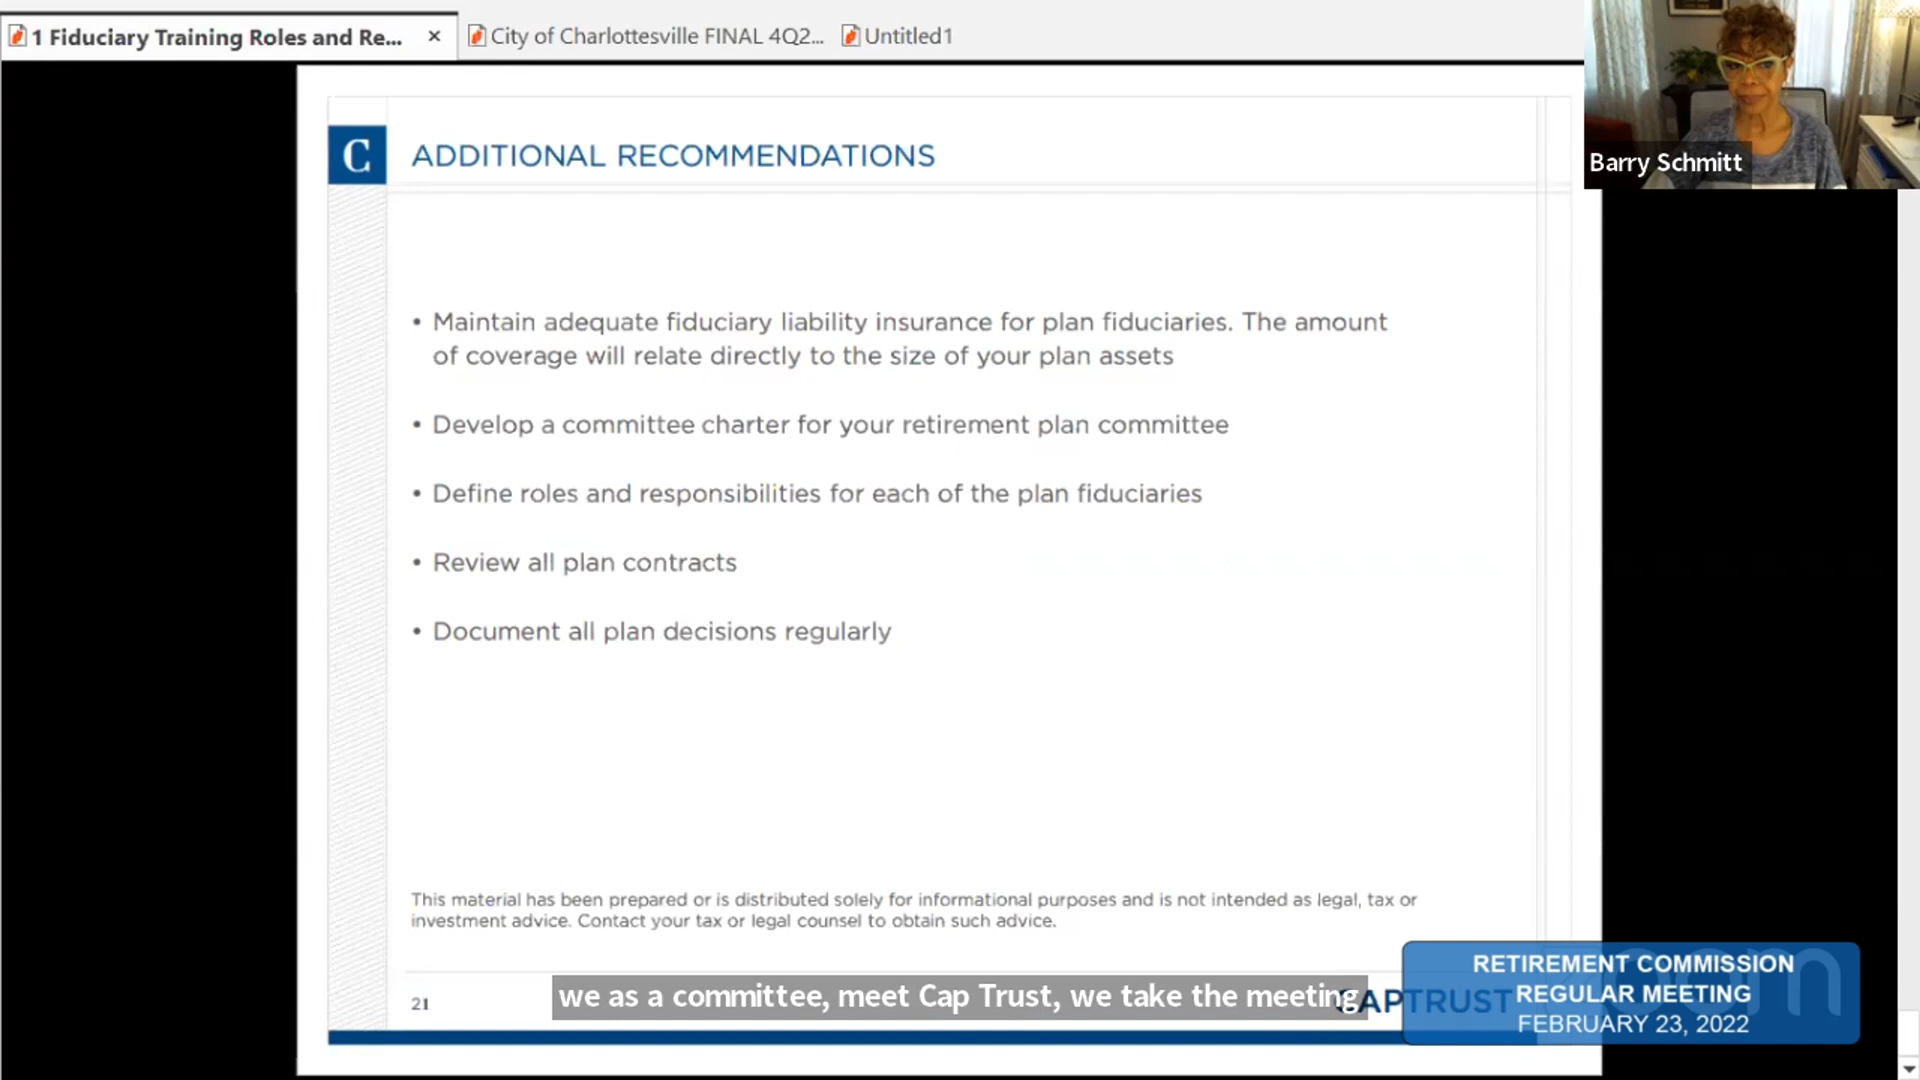 1 Fiduciary Training Roles and Re...
City of Charlottesville FINAL 4Q2...
Untitled1
Barry Schmitt
C
ADDITIONAL RECOMMENDATIONS
• Maintain adequate fiduciary liability insurance for plan fiduciaries. The amount
of coverage will relate directly to the size of your plan assets
• Develop a committee charter for your retirement plan committee
• Define roles and responsibilities for each of the plan fiduciaries
• Review all plan contracts
• Document all plan decisions regularly
This material has been prepared or is distributed solely for informational purposes and is not intended as legal, tax or
investment advice. Contact your tax or legal counsel to obtain such advice.
21
we as a committee, meet Cap Trust, we take the meeting
CAPTRUST
RETIREMENT COMMISSION
REGULAR MEETING
FEBRUARY 23, 2022